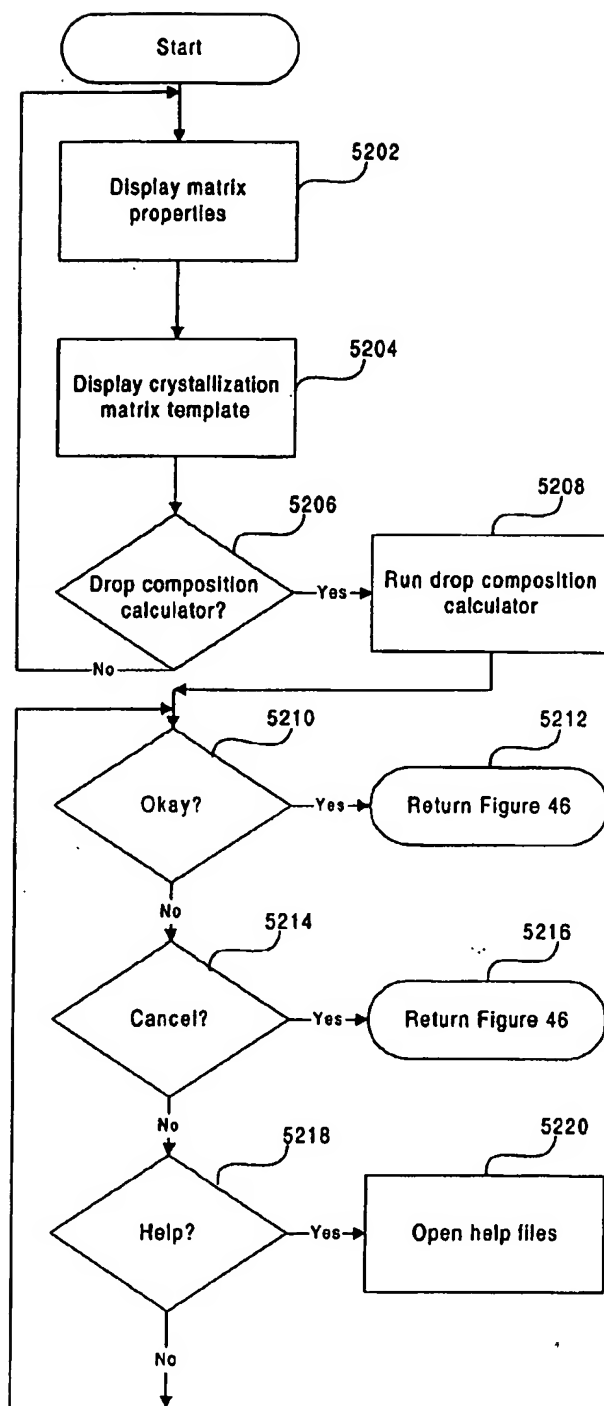 Start
5202
Display matrix
properties
5204
Display crystallization
matrix template
5206
Drop composition
calculator?
Yes
5208
Run drop composition
calculator
No
5210
Okay?
Yes
5212
Return Figure 46
No
5214
Cancel?
Yes
5216
Return Figure 46
No
5218
Help?
Yes
5220
Open help files
No